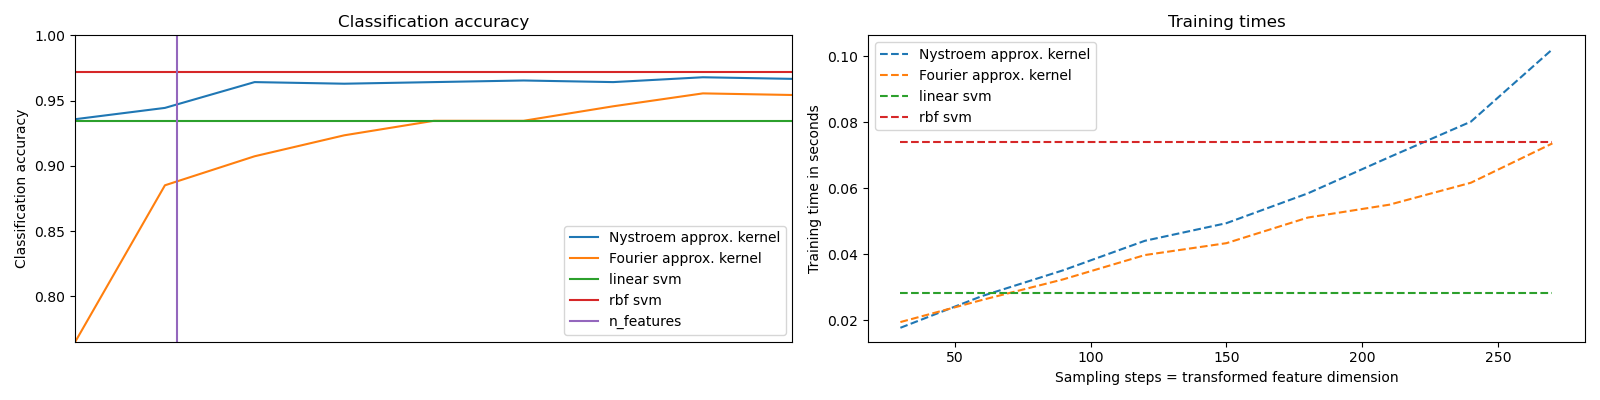 Classification accuracy
Classification accuracy
1.00
0.95
0.90
0.85
0.80
Nystroem approx. kernel
Fourier approx. kernel
linear svm
rbf svm
n_features
Training times
Training time in seconds
0.10
0.08
0.06
0.04
0.02
Nystroem approx. kernel
Fourier approx. kernel
linear svm
rbf svm
50 100 150 200 250
Sampling steps = transformed feature dimension